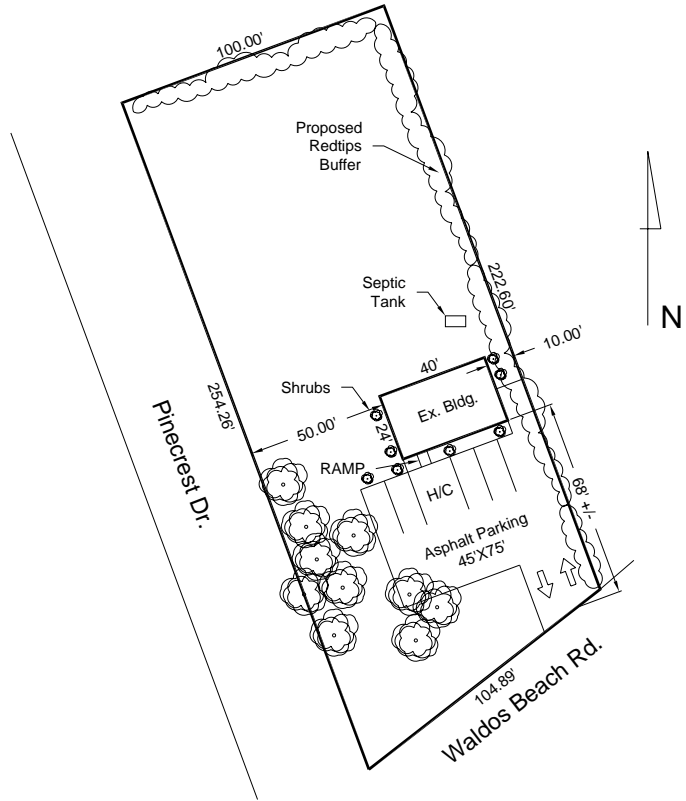 100.00'
Proposed
Redtips
Buffer
222.60'
N
Septic
Tank
10.00'
40'
Shrubs
Ex. Bldg.
254.26'
50.00'
24'
Pinecrest Dr.
RAMP
H/C
68' +/-
Asphalt Parking
45'X75'
104.89'
Waldos Beach Rd.